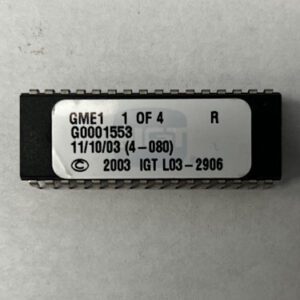 GME1 1 OF 4 R
G0001553
11/10/03 (4-080)
© 2003 IGT L03-2906